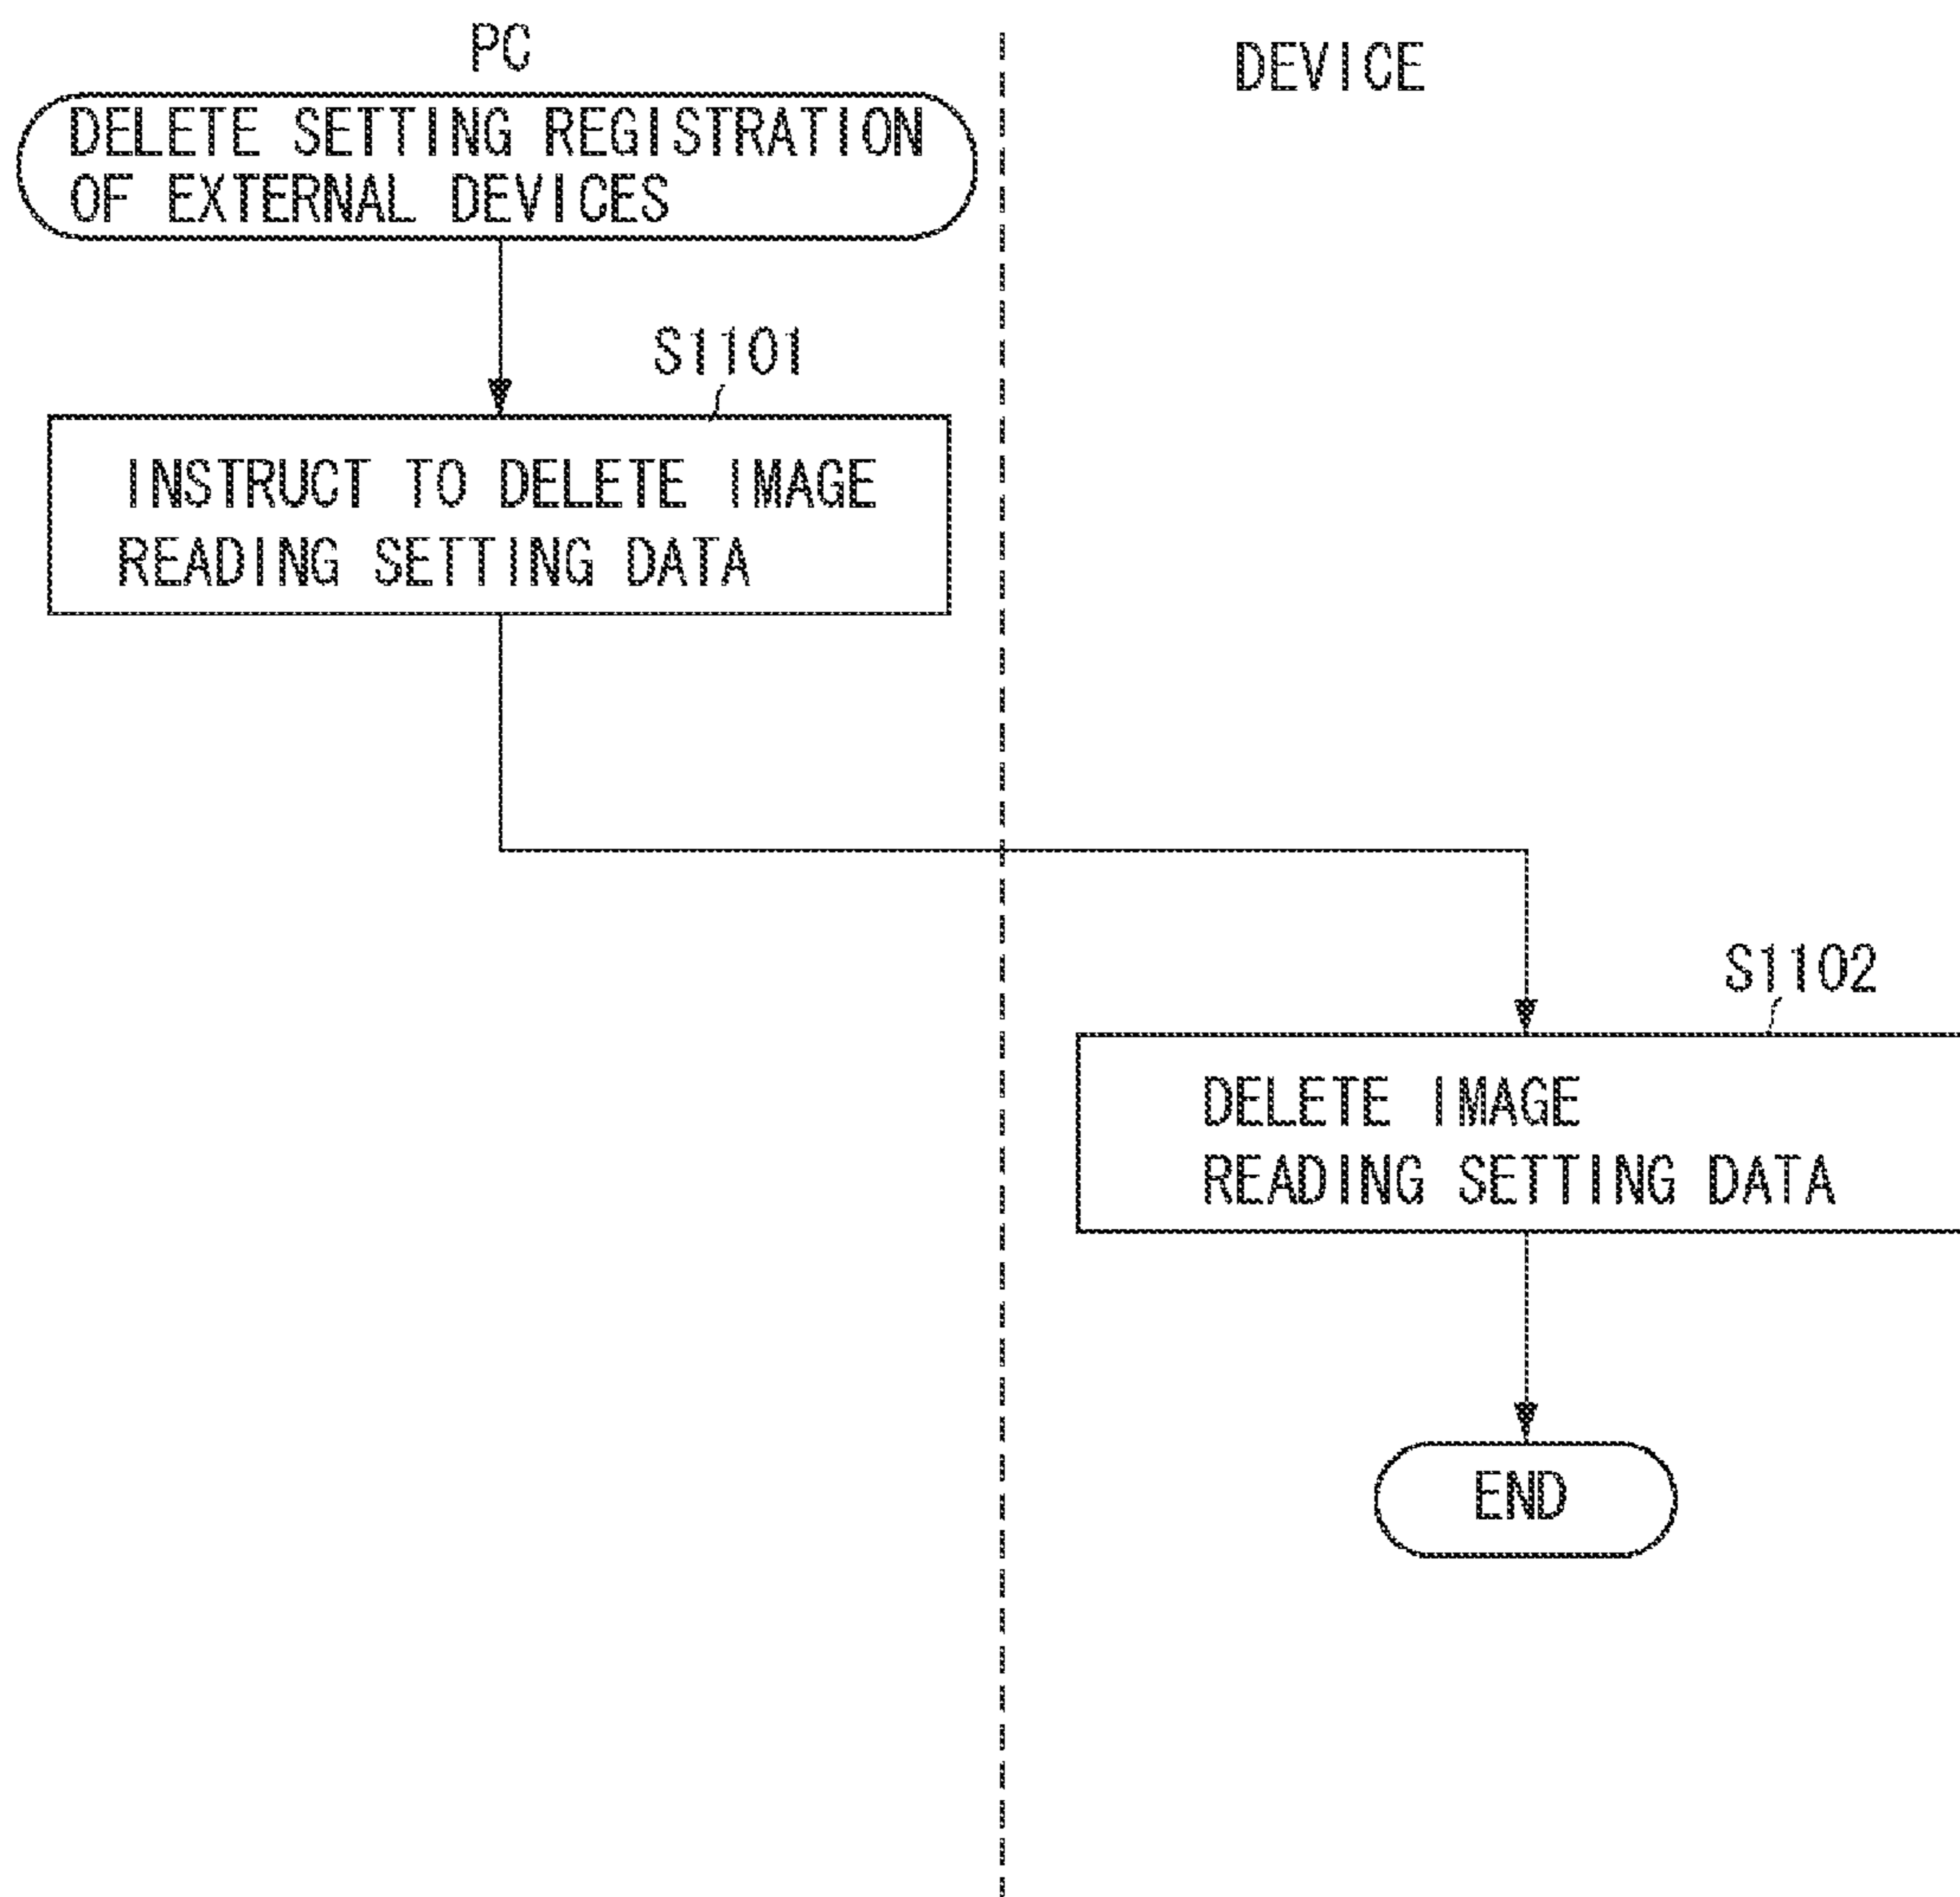 PC
DEVICE
DELETE SETTING REGISTRATION
OF EXTERNAL DEVICES
S1101
INSTRUCT TO DELETE IMAGE
READING SETTING DATA
S1102
DELETE IMAGE
READING SETTING DATA
END